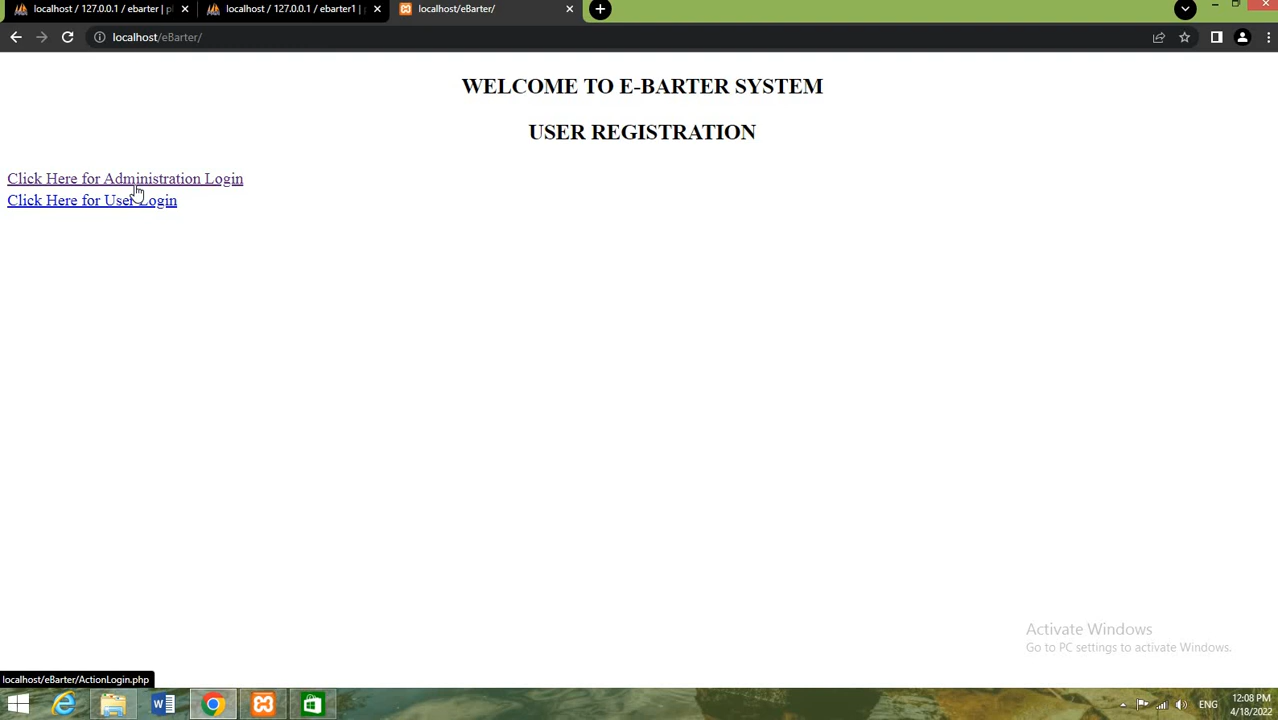 localhost / 127.0.0.1 / ebarter | pl
localhost / 127.0.0.1 / ebarter1 |
localhost/eBarter/
localhost/eBarter/
WELCOME TO E-BARTER SYSTEM
USER REGISTRATION
Click Here for Administration Login
Click Here for User Login
Activate Windows
Go to PC settings to activate Windows.
localhost/eBarter/ActionLogin.php
ENG
12:08 PM
4/18/2022